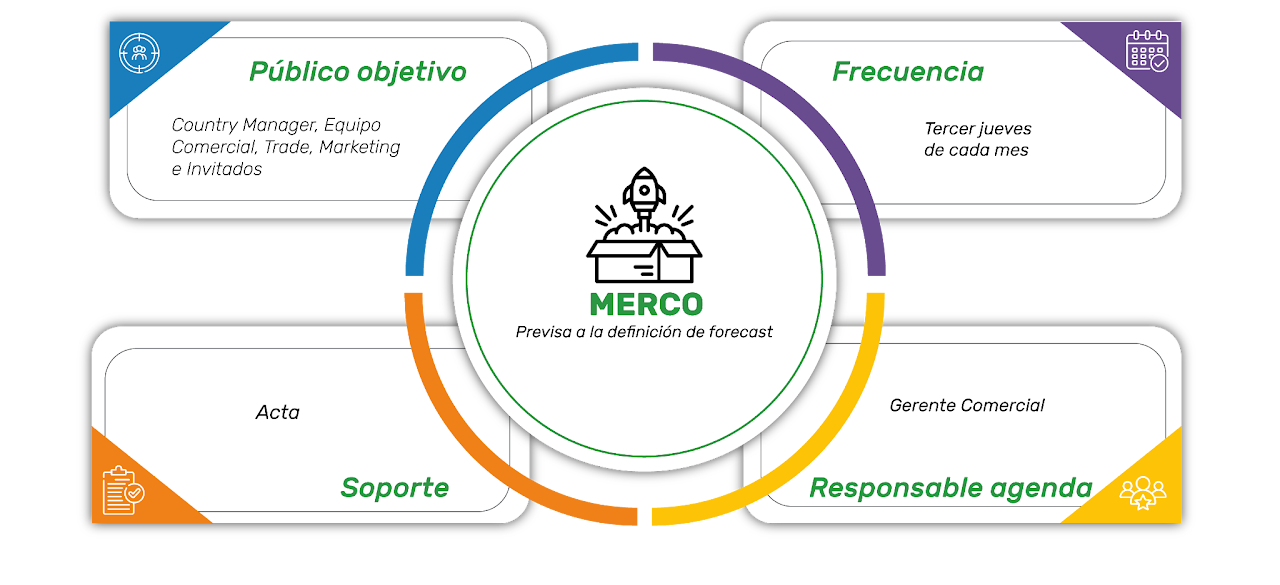 Público objetivo
Country Manager, Equipo
Comercial, Trade, Marketing
e Invitados
Frecuencia
Tercer jueves
de cada mes
MERCO
Previsa a la definición de forecast
Acta
Soporte
Gerente Comercial
Responsable agenda